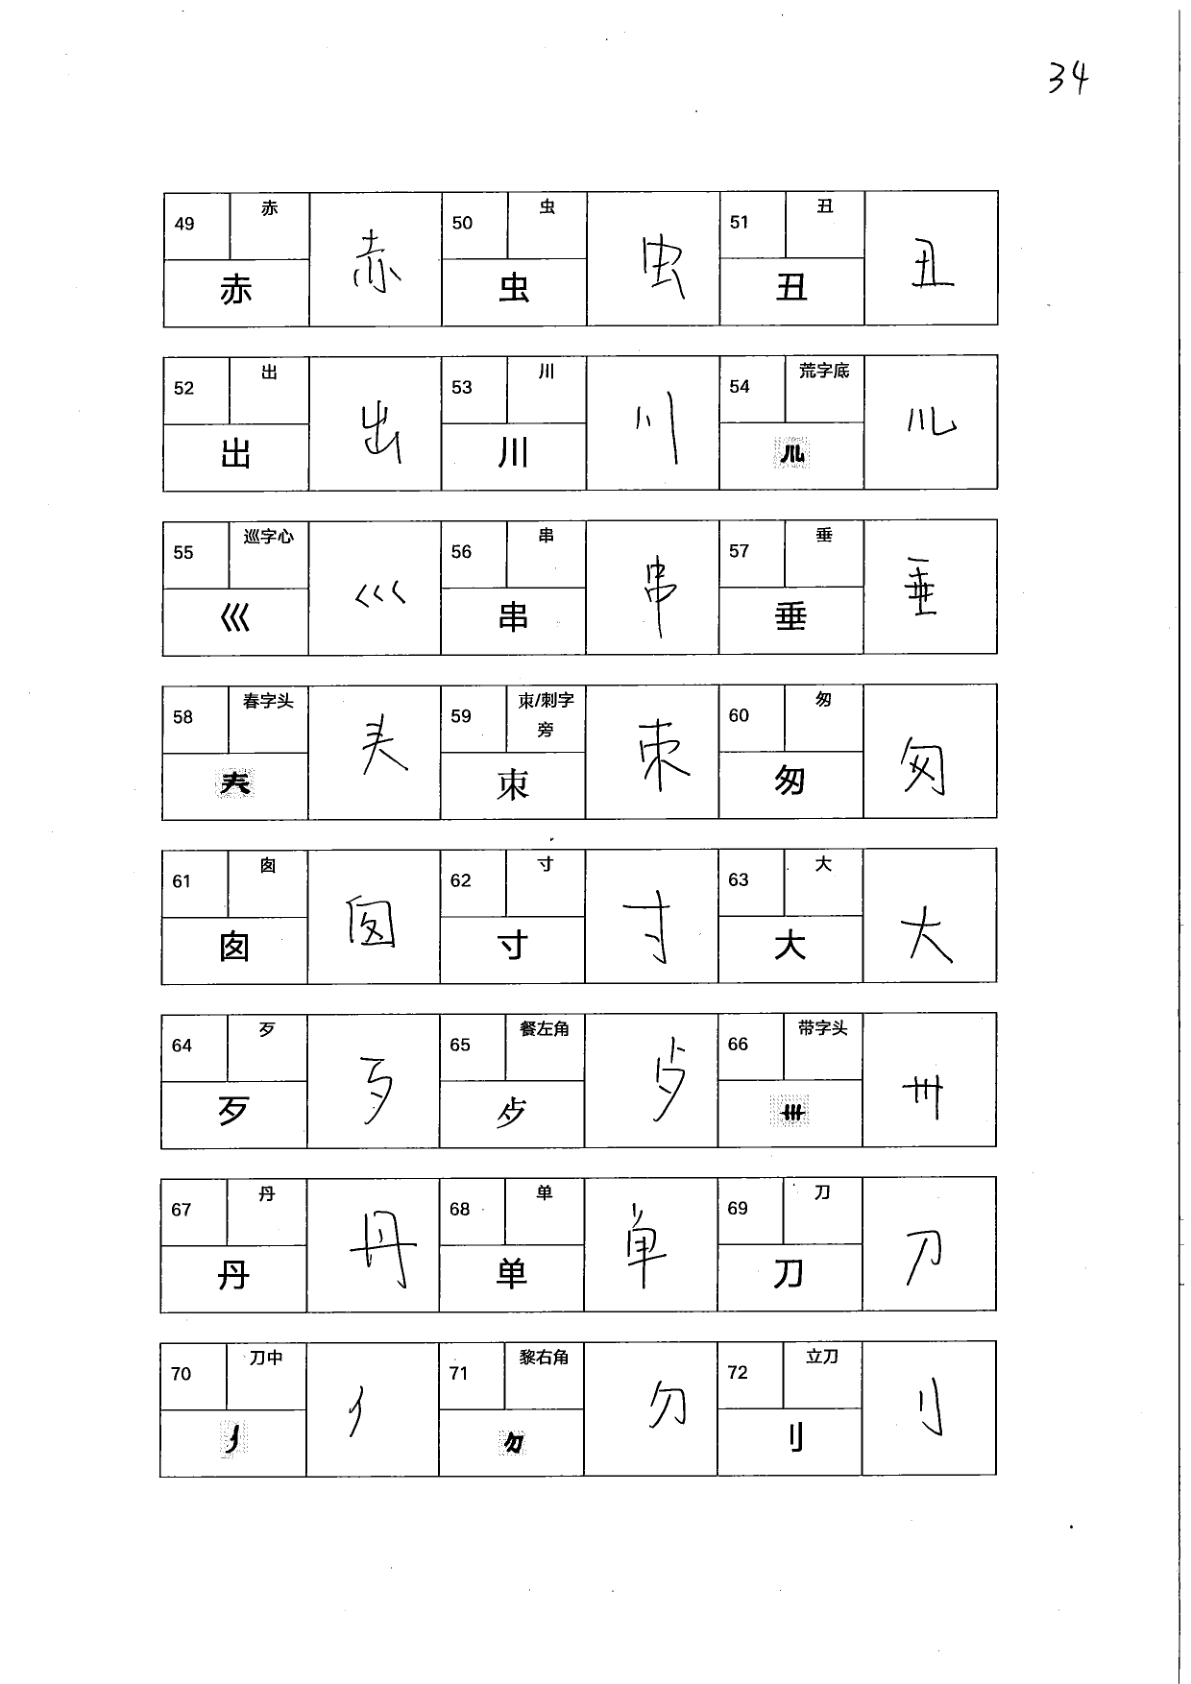 34
49 赤 赤 赤 50 虫 虫 虫 51 丑 丑 丑
52 出 出 出 53 川 川 川 54 荒字底 㐬 儿
55 巡字心 巛 巛 56 串 串 串 57 垂 垂 垂
58 春字头 𡗗 𡗗 59 朿/刺字旁 朿 朿 60 匆 匆 匆
61 囱 囱 囱 62 寸 寸 寸 63 大 大 大
64 歹 歹 歹 65 餐左角 歺 歺 66 带字头 卅 卅
67 丹 丹 丹 68 单 单 单 69 刀 刀 刀
70 刀中 71 黎右角 72 立刀 刂 刂